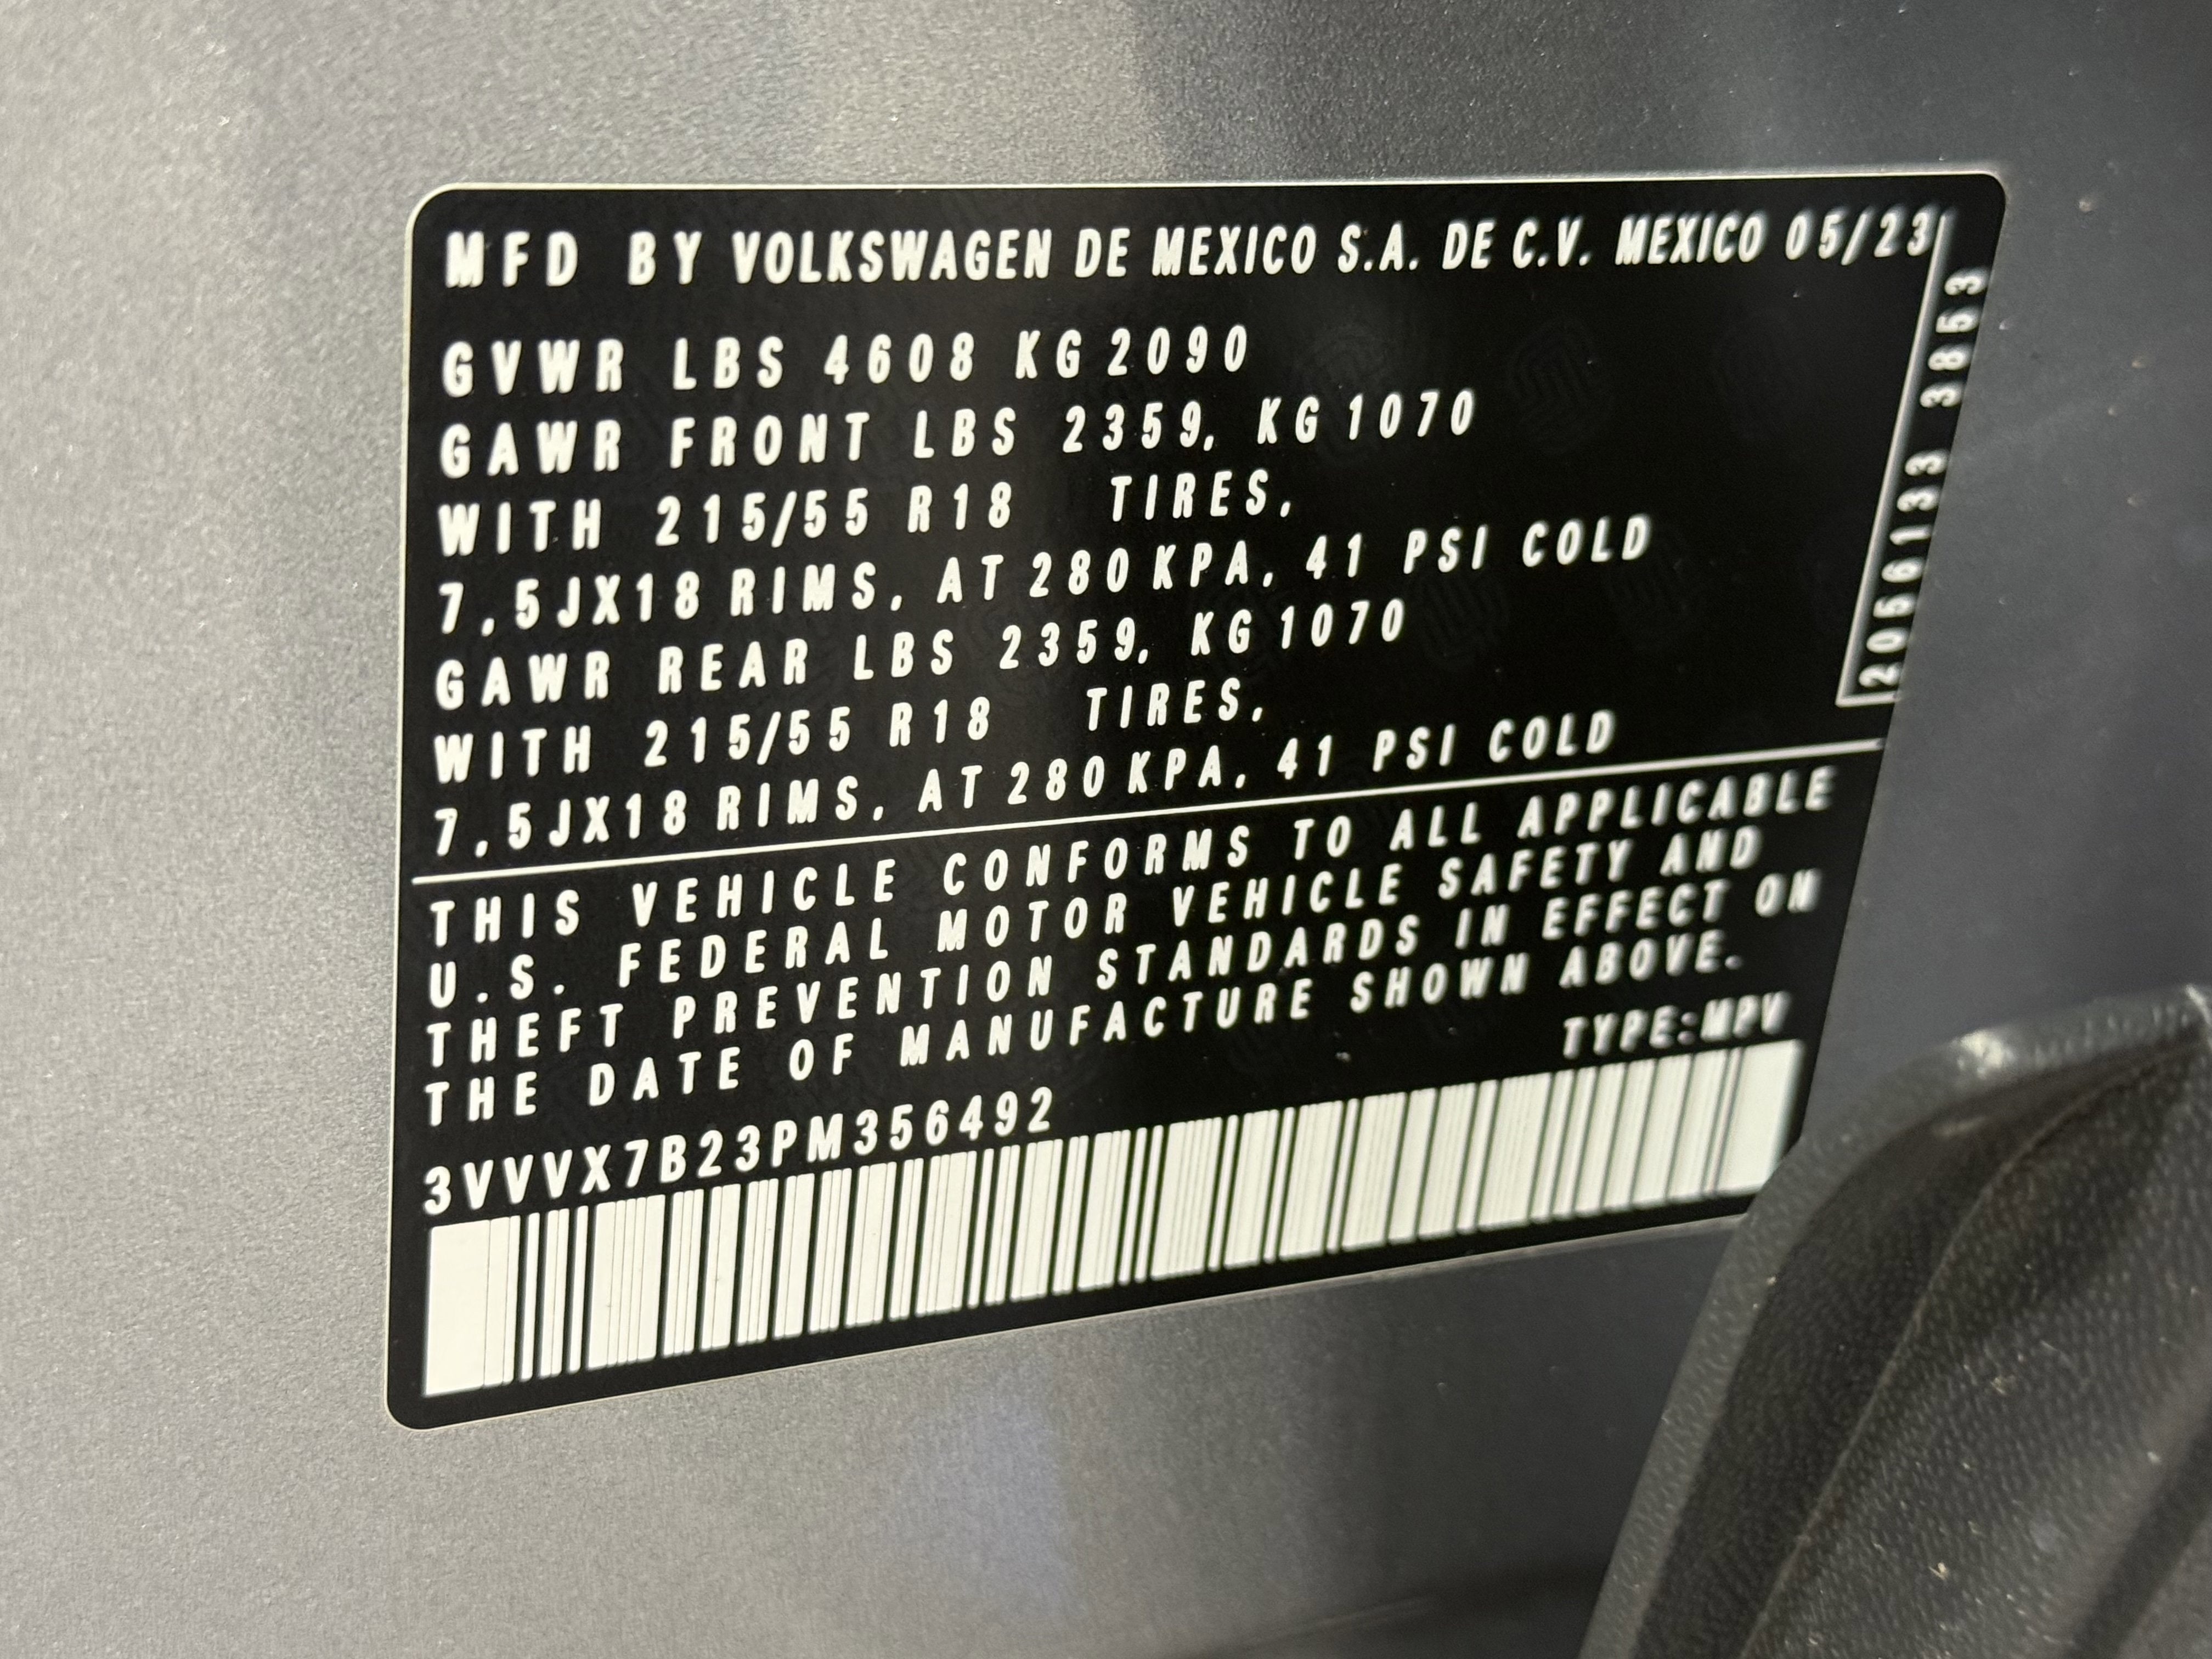 MFD BY VOLKSWAGEN DE MEXICO S.A. DE C.V. MEXICO 05/23
GVWR LBS 4608 KG 2090
GAWR FRONT LBS 2359, KG 1070
WITH 215/55 R18 TIRES,
7,5JX18 RIMS, AT 280 KPA, 41 PSI COLD
GAWR REAR LBS 2359, KG 1070
WITH 215/55 R18 TIRES,
7,5JX18 RIMS, AT 280 KPA, 41 PSI COLD
2056133 3853
THIS VEHICLE CONFORMS TO ALL APPLICABLE
U.S. FEDERAL MOTOR VEHICLE SAFETY AND
THEFT PREVENTION STANDARDS IN EFFECT ON
THE DATE OF MANUFACTURE SHOWN ABOVE.
TYPE:MPV
3VVVX7B23PM356492